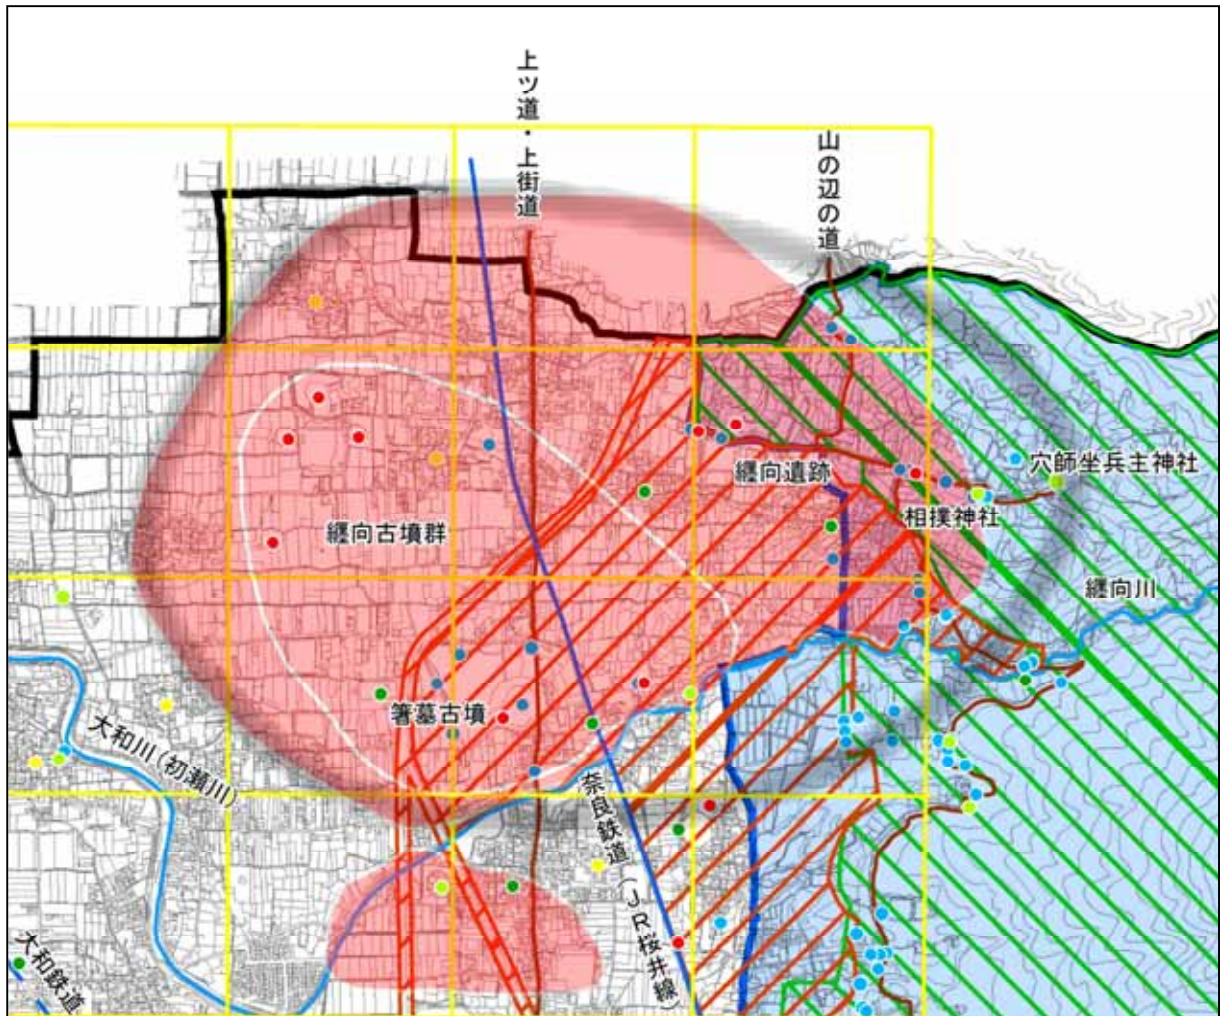 上ツ道・上街道
山の辺の道
穴師坐兵主神社
纒向遺跡
相撲神社
纒向古墳群
纒向川
箸墓古墳
大和川(初瀬川)
奈良鉄道(JR桜井線)
大和鉄道